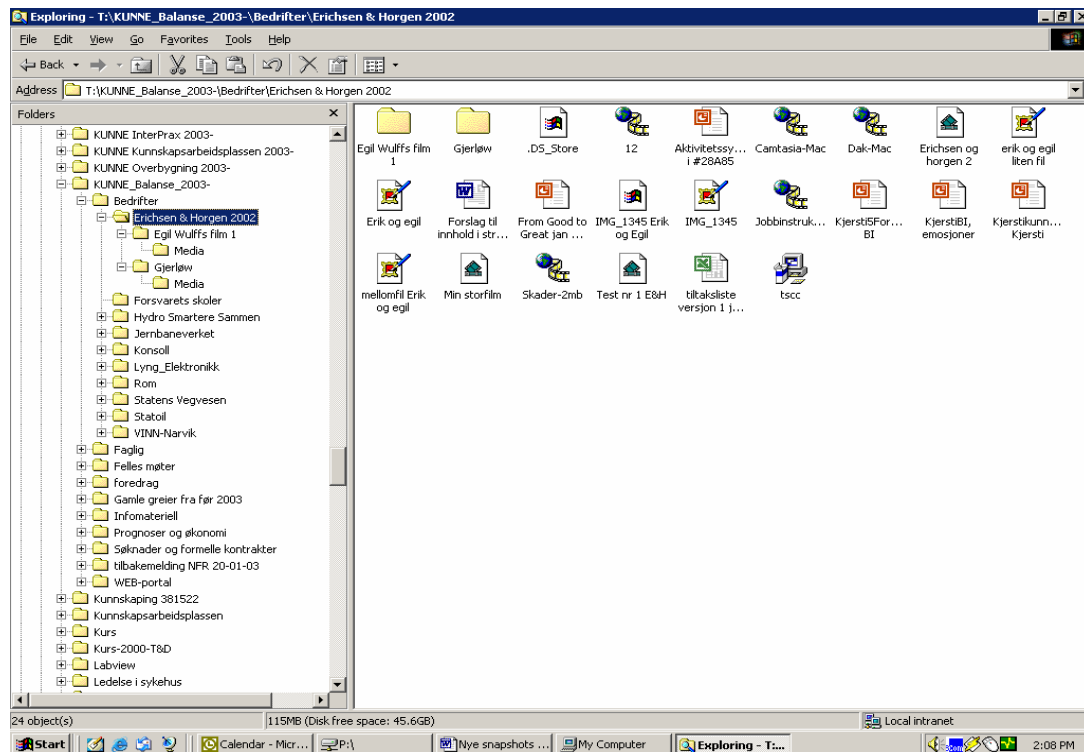 Exploring - T:\KUNNE_Balanse_2003-\Bedrifter\Erichsen & Horgen 2002
File Edit View Go Favorites Tools Help
Back
Address T:\KUNNE_Balanse_2003-\Bedrifter\Erichsen & Horgen 2002
Folders
KUNNE InterPrax 2003-
KUNNE Kunnskapsarbeidsplassen 2003-
KUNNE Overbygning 2003-
KUNNE_Balanse_2003-
Bedrifter
Erichsen & Horgen 2002
Egil Wulffs film 1
Media
Gjerløw
Media
Forsvarets skoler
Hydro Smartere Sammen
Jernbaneverket
Konsoll
Lyng_Elektronikk
Rom
Statens Vegvesen
Statoil
VINN-Narvik
Faglig
Felles møter
foredrag
Gamle greier fra før 2003
Infomateriell
Prognoser og økonomi
Søknader og formelle kontrakter
tilbakemelding NFR 20-01-03
WEB-portal
Kunnskaping 381522
Kunnskapsarbeidsplassen
Kurs
Kurs-2000-T&D
Labview
Ledelse i sykehus
Egil Wulffs film
1
Gjerløw
.DS_Store
12
Aktivitetssy...
i #28A85
Camtasia-Mac
Dak-Mac
Erichsen og
horgen 2
erik og egil
liten fil
Erik og egil
Forslag til
innhold i str...
From Good to
Great jan ...
IMG_1345 Erik
og Egil
IMG_1345
Jobbinstruk...
Kjersti5For...
BI
KjerstiBI,
emosjoner
Kjerstikunn...
Kjersti
mellomfil Erik
og egil
Min storfilm
Skader-2mb
Test nr 1 E&H
tiltaksliste
versjon 1 j...
tscc
24 object(s)
115MB (Disk free space: 45.6GB)
Local intranet
Start
Calendar - Micr...
P:\
Nye snapshots ...
My Computer
Exploring - T:...
2:08 PM